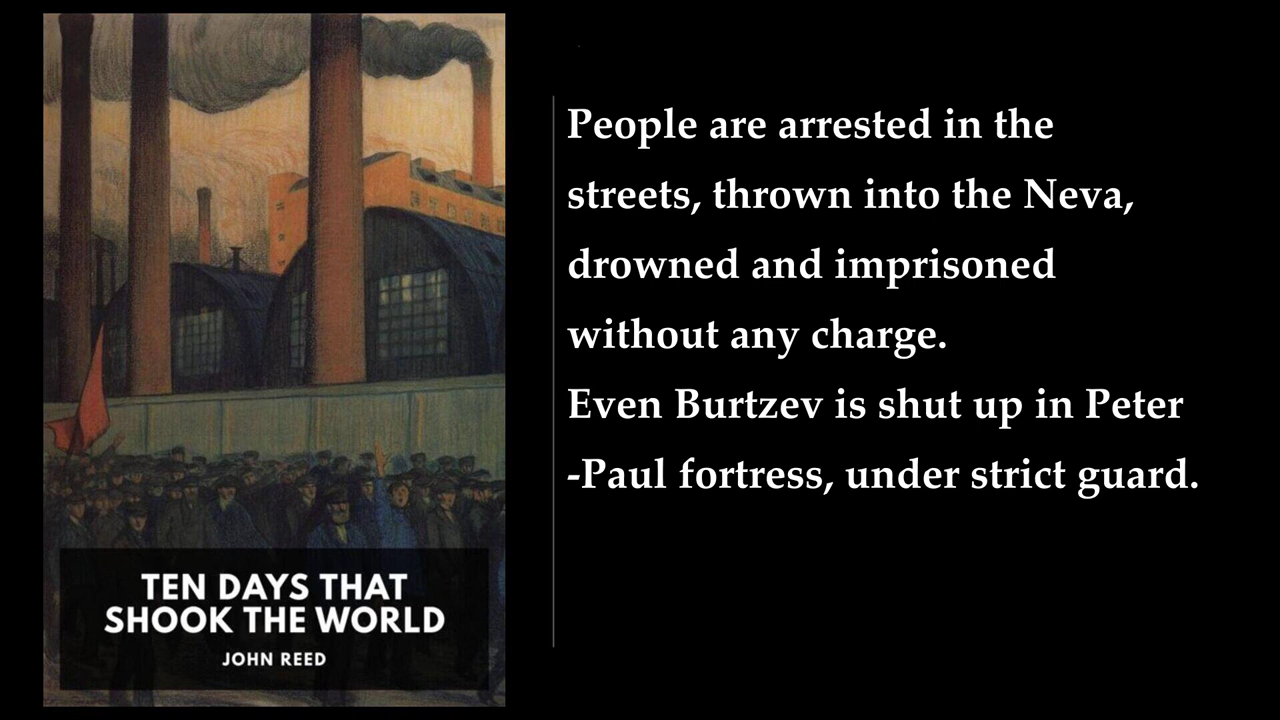 TEN DAYS THAT
SHOOK THE WORLD
JOHN REED
People are arrested in the
streets, thrown into the Neva,
drowned and imprisoned
without any charge.
Even Burtzev is shut up in Peter
-Paul fortress, under strict guard.